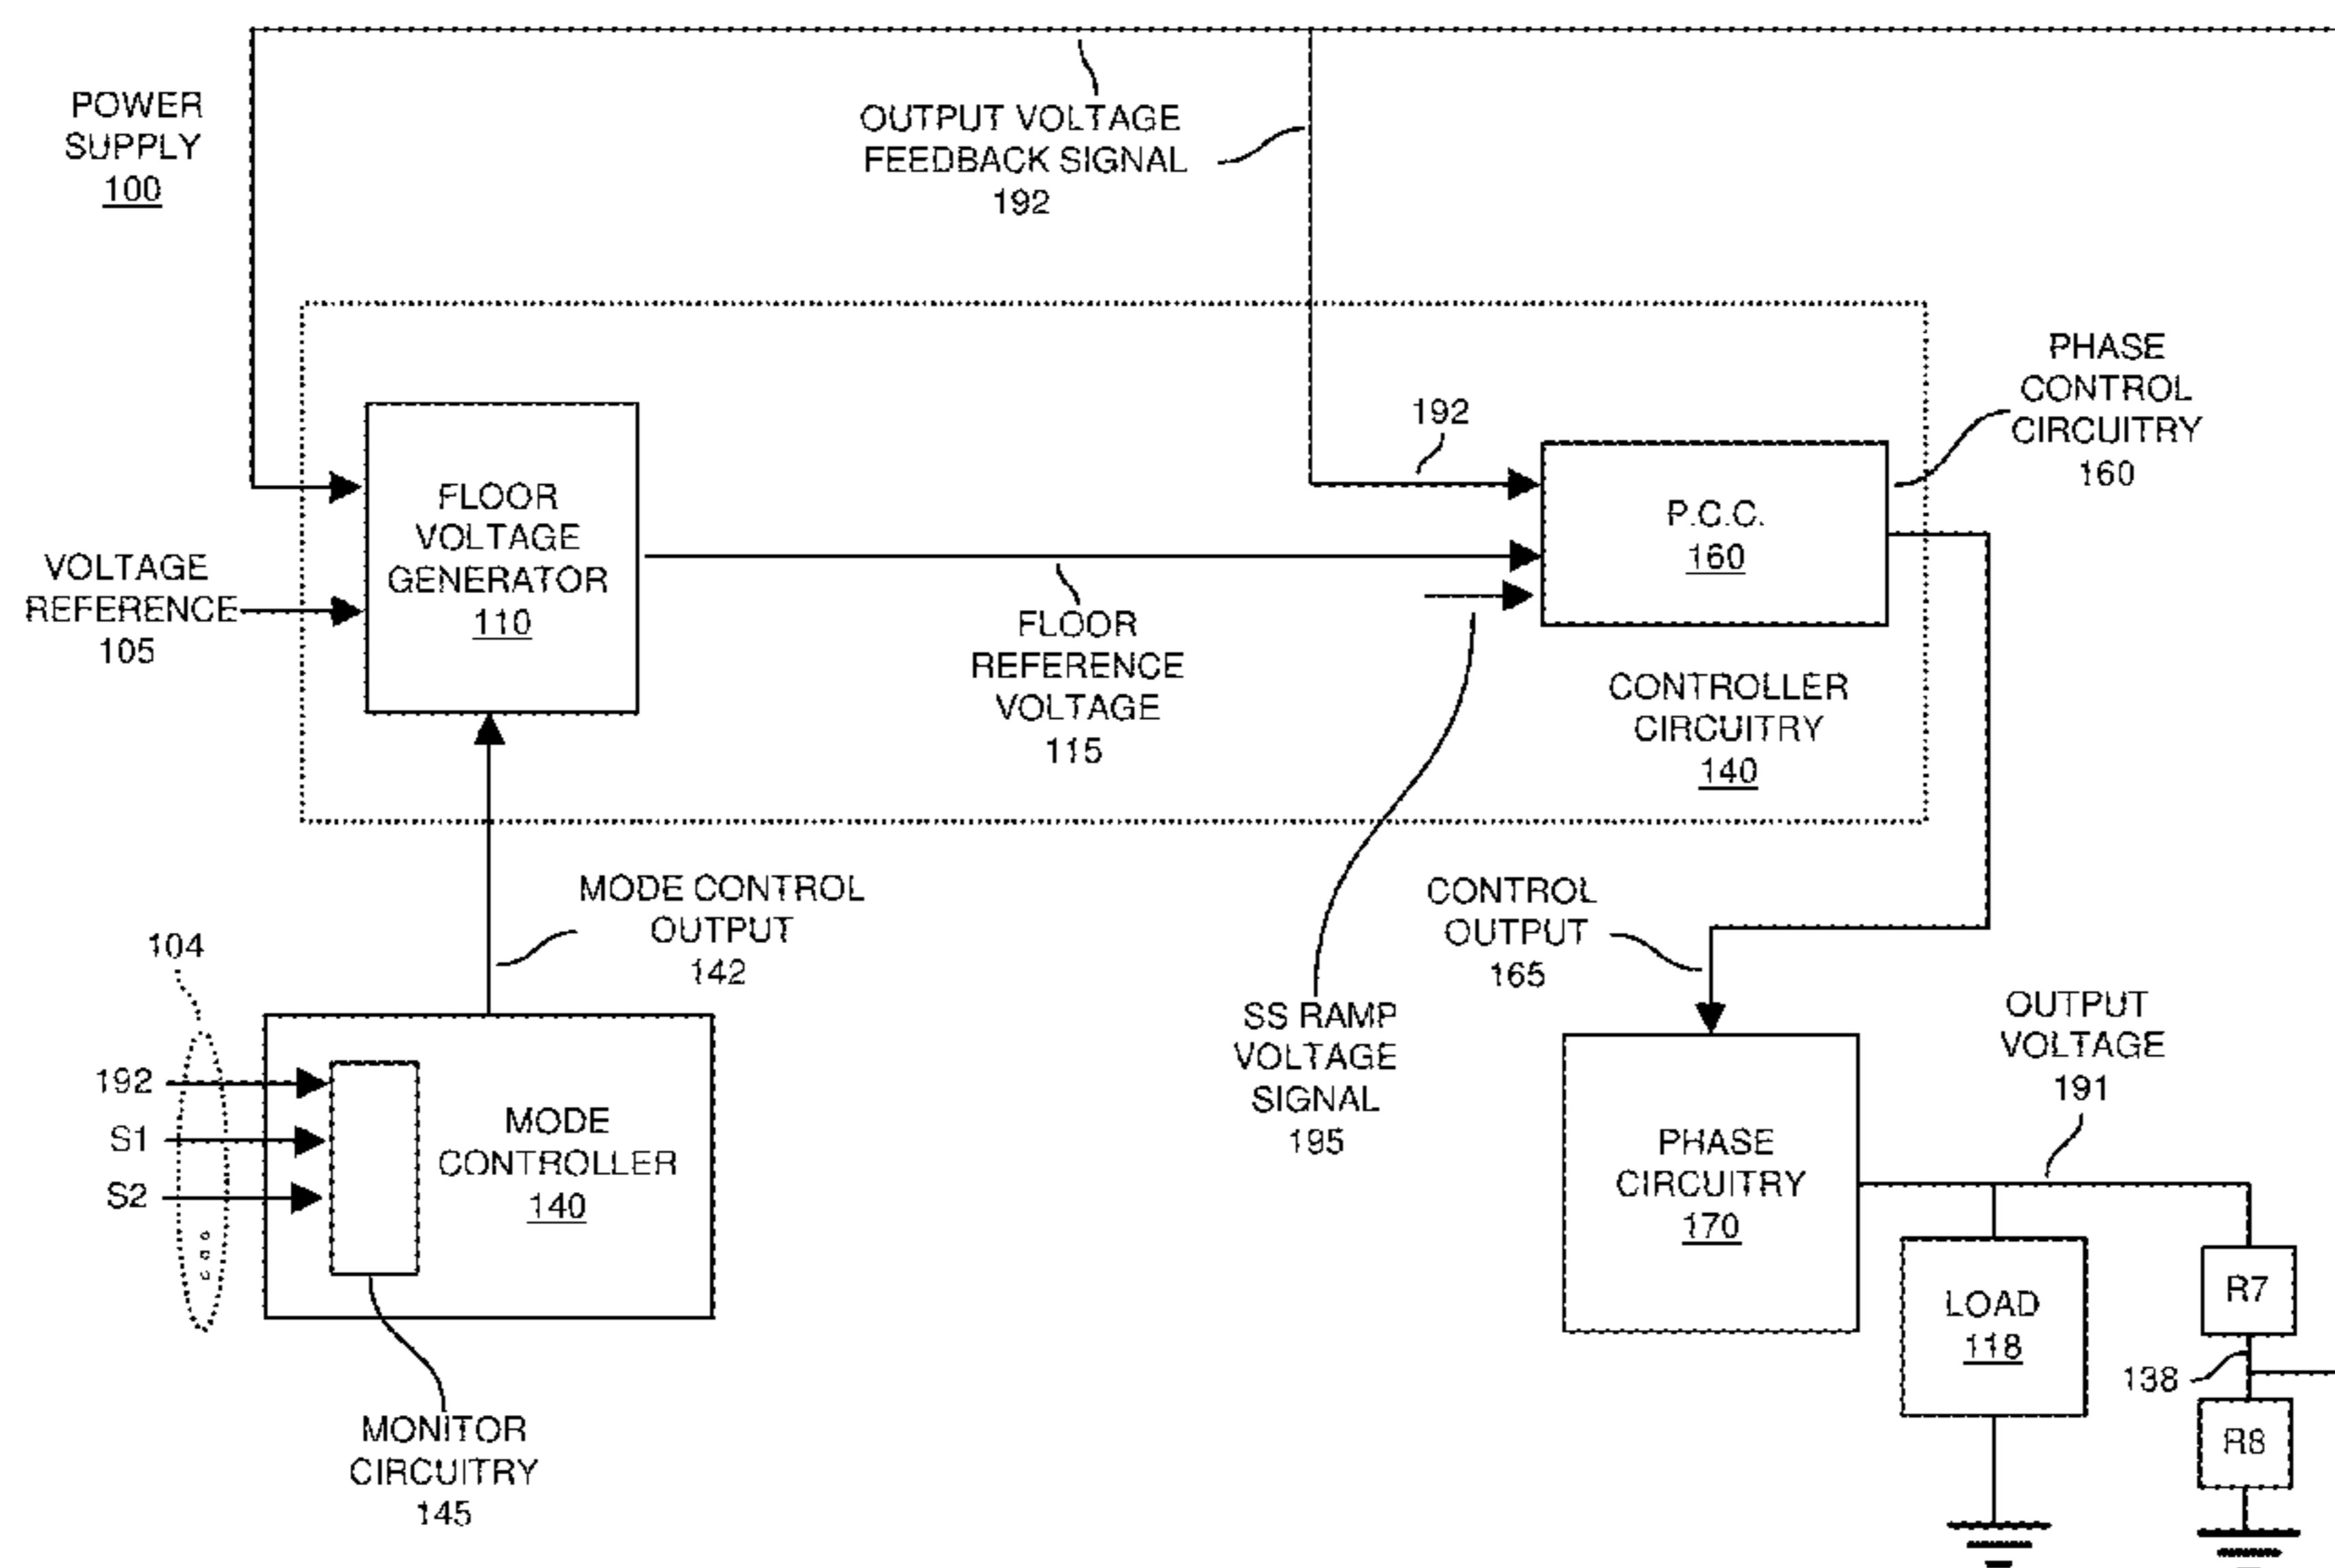 POWER
SUPPLY
100
OUTPUT VOLTAGE
FEEDBACK SIGNAL
192
PHASE
CONTROL
CIRCUITRY
160
192
FLOOR
VOLTAGE
GENERATOR
110
P.C.C.
160
VOLTAGE
REFERENCE
105
FLOOR
REFERENCE
VOLTAGE
115
CONTROLLER
CIRCUITRY
140
MODE CONTROL
OUTPUT
142
CONTROL
OUTPUT
165
104
SS RAMP
VOLTAGE
SIGNAL
195
OUTPUT
VOLTAGE
191
192
S1
S2
MODE
CONTROLLER
140
PHASE
CIRCUITRY
170
LOAD
118
R7
138
R8
MONITOR
CIRCUITRY
145